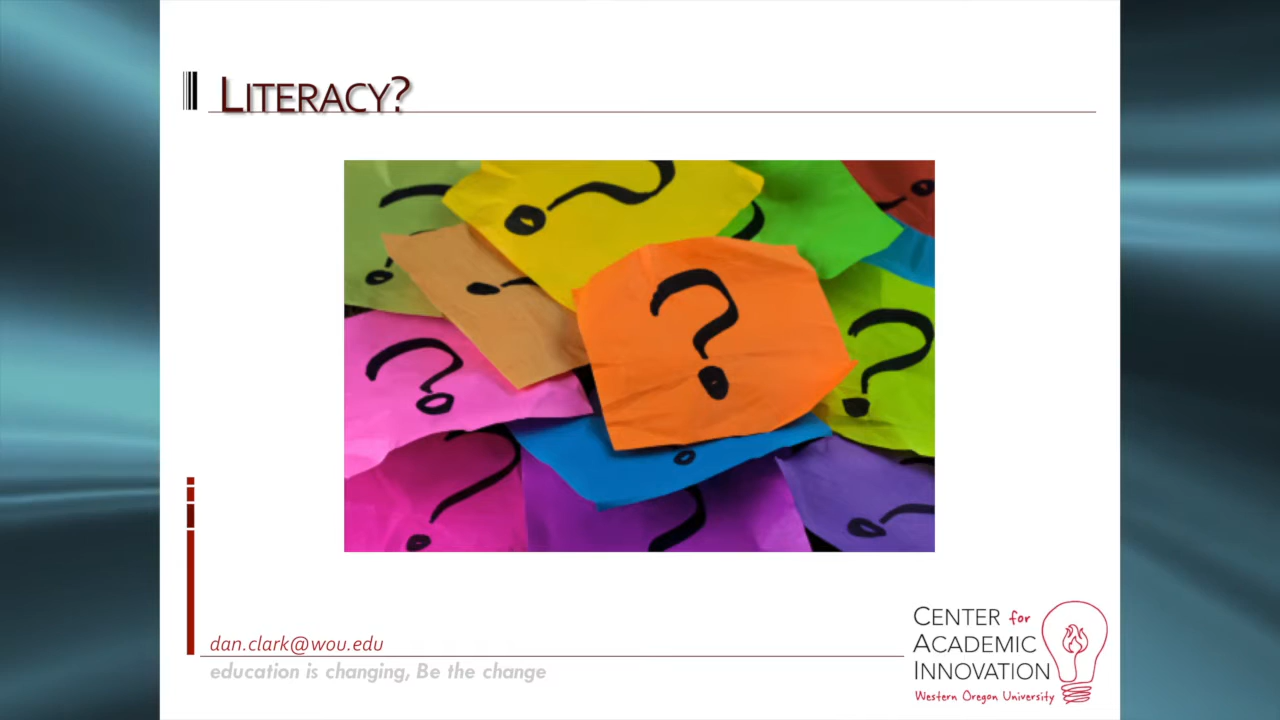 LITERACY?
dan.clark@wou.edu
education is changing, Be the change
CENTER for
ACADEMIC
INNOVATION
Western Oregon University